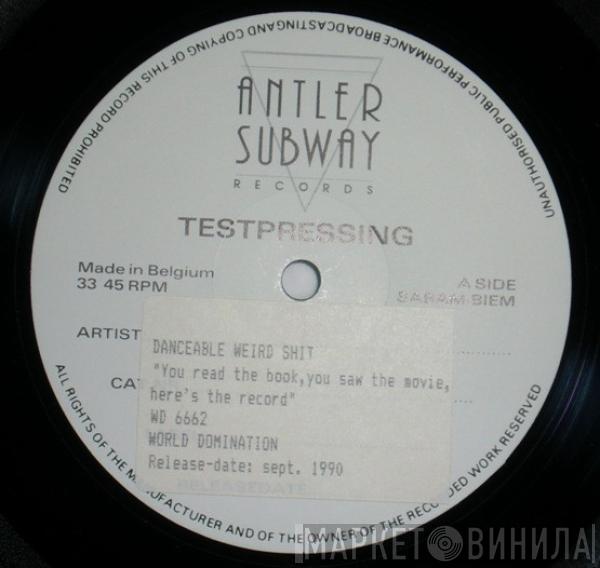 UNAUTHORISED PUBLIC PERFORMANCE BROADCASTING AND COPYING OF THIS RECORD PROHIBITED
ANTLER
SUBWAY
RECORDS
TESTPRESSING
Made in Belgium
33 45 RPM
A SIDE
SABAM-BIEM
ARTIST
CAT
DANCEABLE WEIRD SHIT
"You read the book,you saw the movie,
here's the record"
WD 6662
WORLD DOMINATION
Release-date: sept. 1990
RELEASEDATE
ALL RIGHTS OF THE MANUFACTURER AND OF THE OWNER OF THE RECORDED WORK RESERVED
МАРКЕТ ВИНИЛА